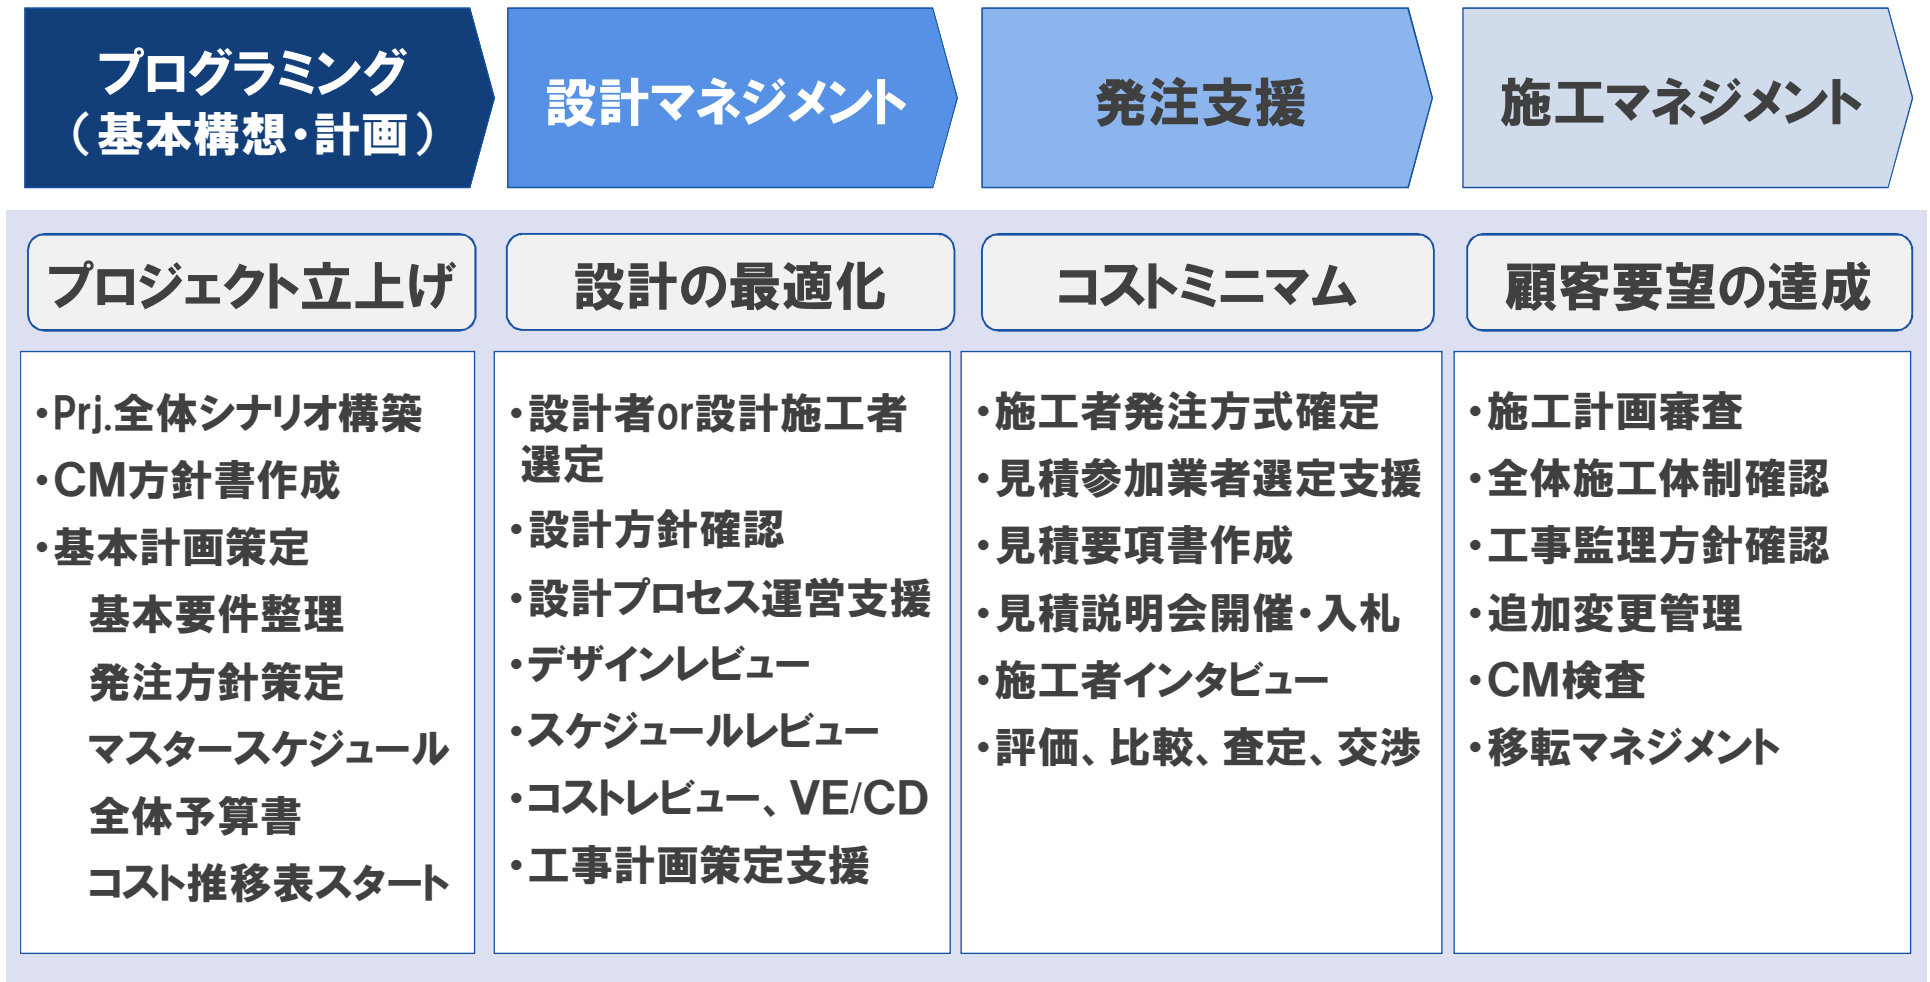 プログラミング
（基本構想・計画）
設計マネジメント
発注支援
施工マネジメント
プロジェクト立上げ
設計の最適化
コストミニマム
顧客要望の達成
・Prj.全体シナリオ構築
・CM方針書作成
・基本計画策定
基本要件整理
発注方針策定
マスタースケジュール
全体予算書
コスト推移表スタート
・設計者or設計施工者
選定
・設計方針確認
・設計プロセス運営支援
・デザインレビュー
・スケジュールレビュー
・コストレビュー、VE/CD
・工事計画策定支援
・施工者発注方式確定
・見積参加業者選定支援
・見積要項書作成
・見積説明会開催・入札
・施工者インタビュー
・評価、比較、査定、交渉
・施工計画審査
・全体施工体制確認
・工事監理方針確認
・追加変更管理
・CM検査
・移転マネジメント